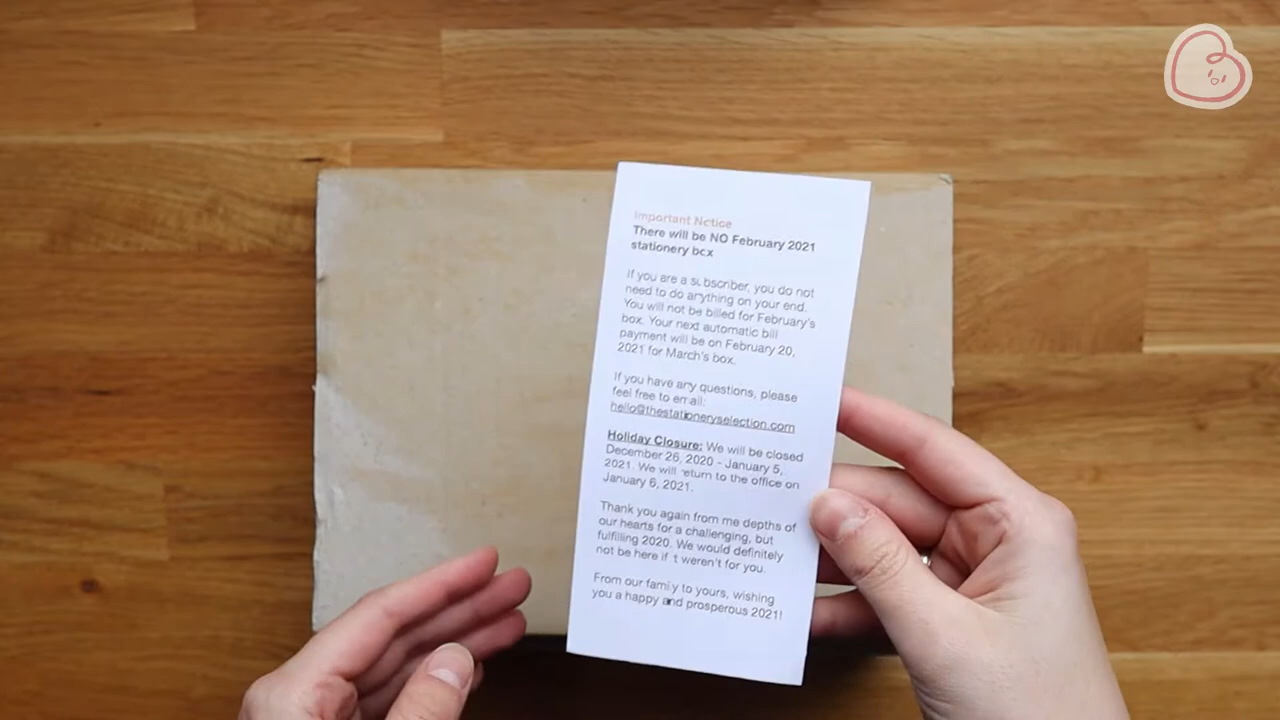 Important Notice
There will be NO February 2021
stationery box
If you are a subscriber, you do not
need to do anything on your end.
You will not be billed for February's
box. Your next automatic bill
payment will be on February 20,
2021 for March's box.
If you have any questions, please
feel free to email:
hello@thestationeryselection.com
Holiday Closure: We will be closed
December 26, 2020 - January 5,
2021. We will return to the office on
January 6, 2021.
Thank you again from the depths of
our hearts for a challenging, but
fulfilling 2020. We would definitely
not be here if it weren't for you.
From our family to yours, wishing
you a happy and prosperous 2021!